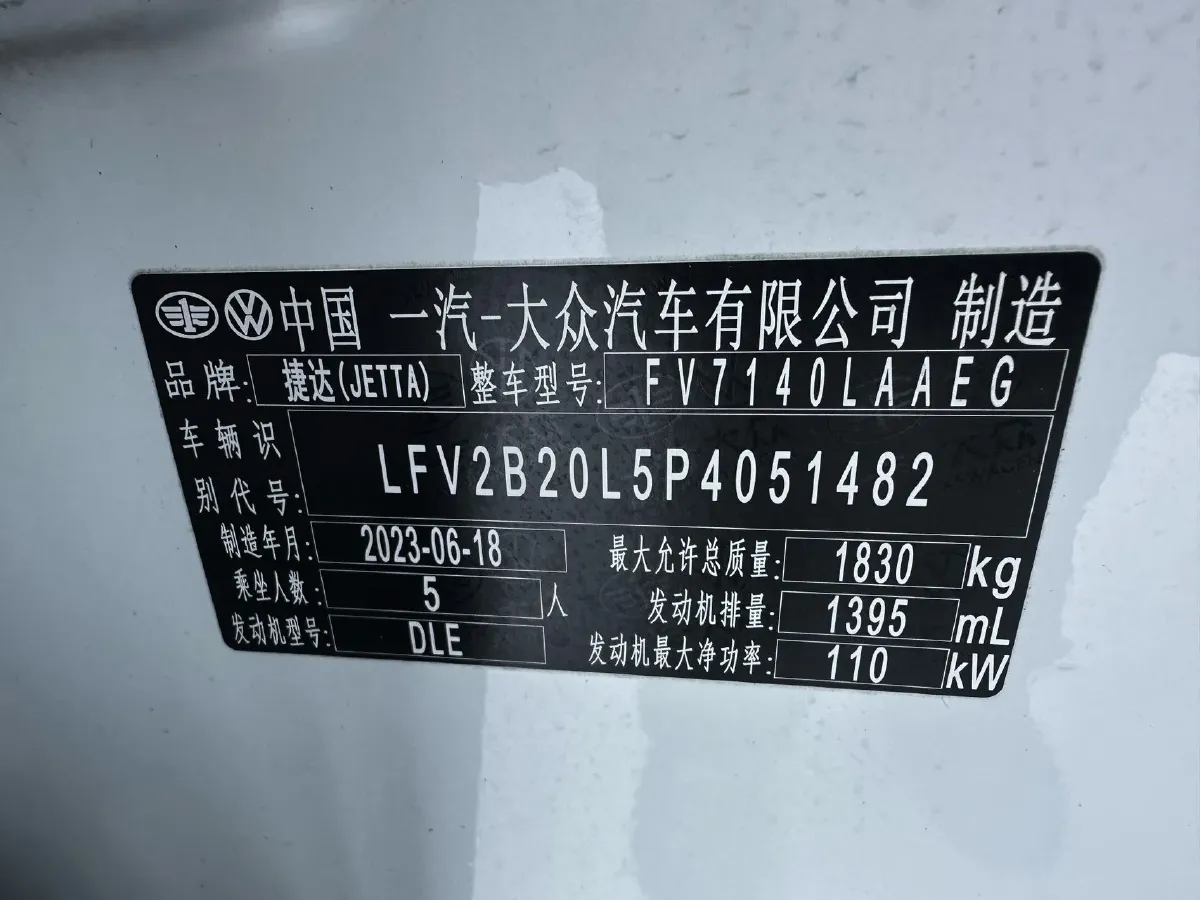 中国 一汽-大众汽车有限公司 制造
品牌: 捷达(JETTA) 整车型号: FV7140LAAEG
车辆识别代号: LFV2B20L5P4051482
制造年月: 2023-06-18 最大允许总质量: 1830 kg
乘坐人数: 5 人 发动机排量: 1395 mL
发动机型号: DLE 发动机最大净功率: 110 kW